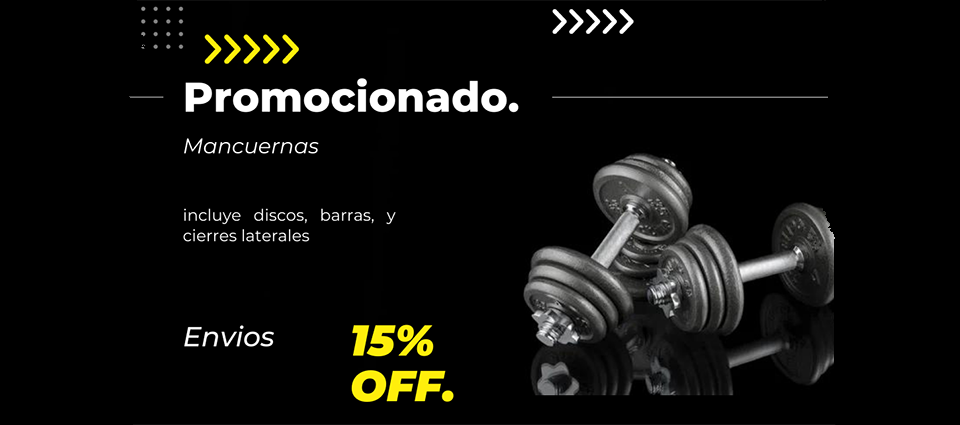 Promocionado.
Mancuernas
incluye discos, barras, y
cierres laterales
Envios
15%
OFF.